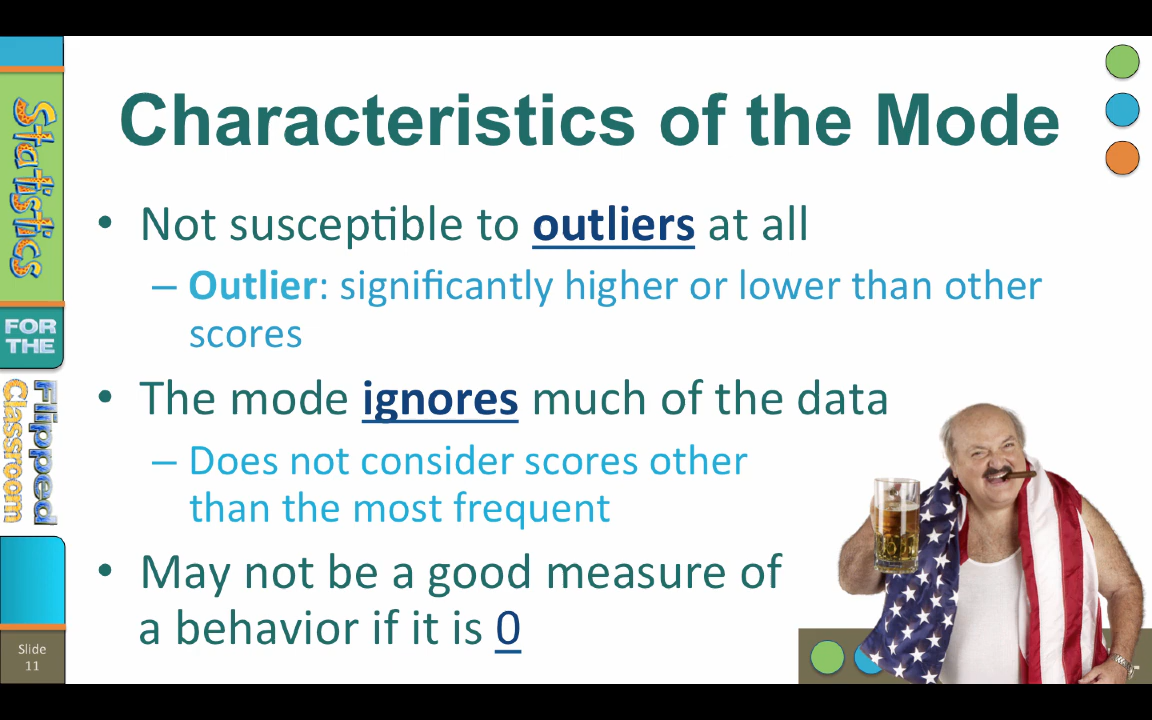 Characteristics of the Mode
• Not susceptible to outliers at all
– Outlier: significantly higher or lower than other
scores
• The mode ignores much of the data
– Does not consider scores other
than the most frequent
• May not be a good measure of
a behavior if it is 0
Statistics
FOR
THE
Flipped
Classroom
Slide
11